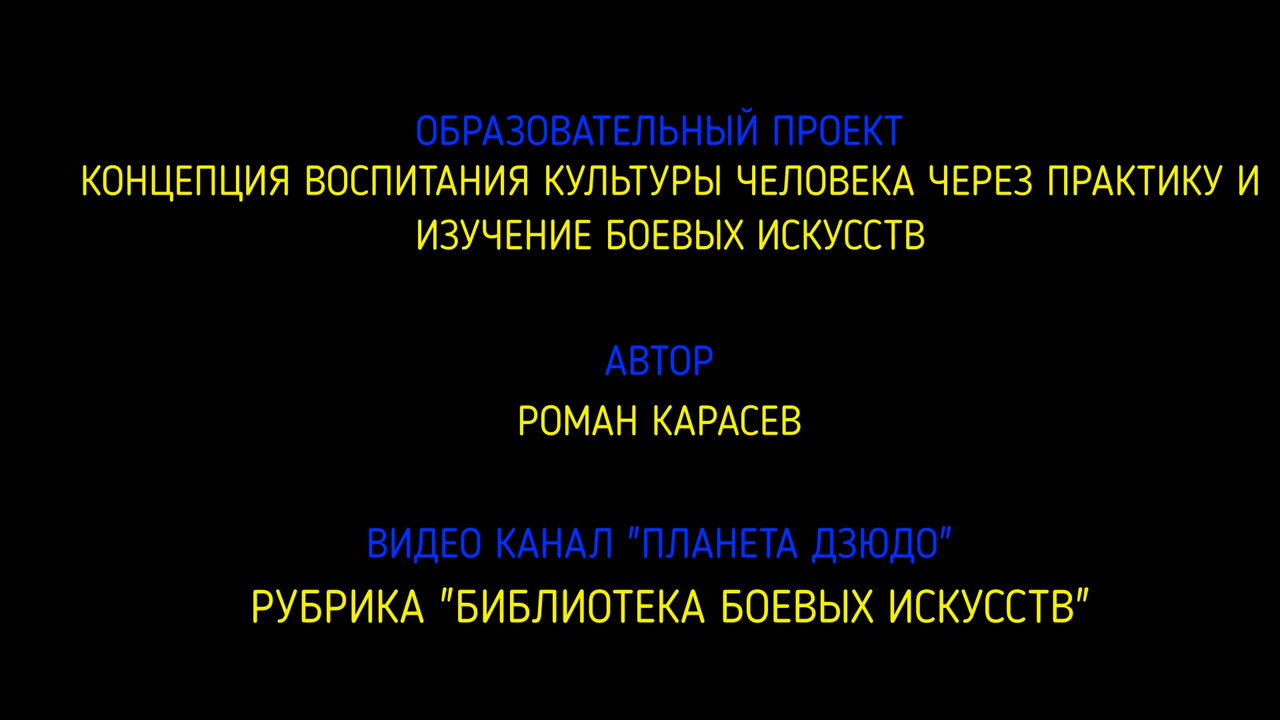 ОБРАЗОВАТЕЛЬНЫЙ ПРОЕКТ
КОНЦЕПЦИЯ ВОСПИТАНИЯ КУЛЬТУРЫ ЧЕЛОВЕКА ЧЕРЕЗ ПРАКТИКУ И
ИЗУЧЕНИЕ БОЕВЫХ ИСКУССТВ
АВТОР
РОМАН КАРАСЕВ
ВИДЕО КАНАЛ "ПЛАНЕТА ДЗЮДО"
РУБРИКА "БИБЛИОТЕКА БОЕВЫХ ИСКУССТВ"